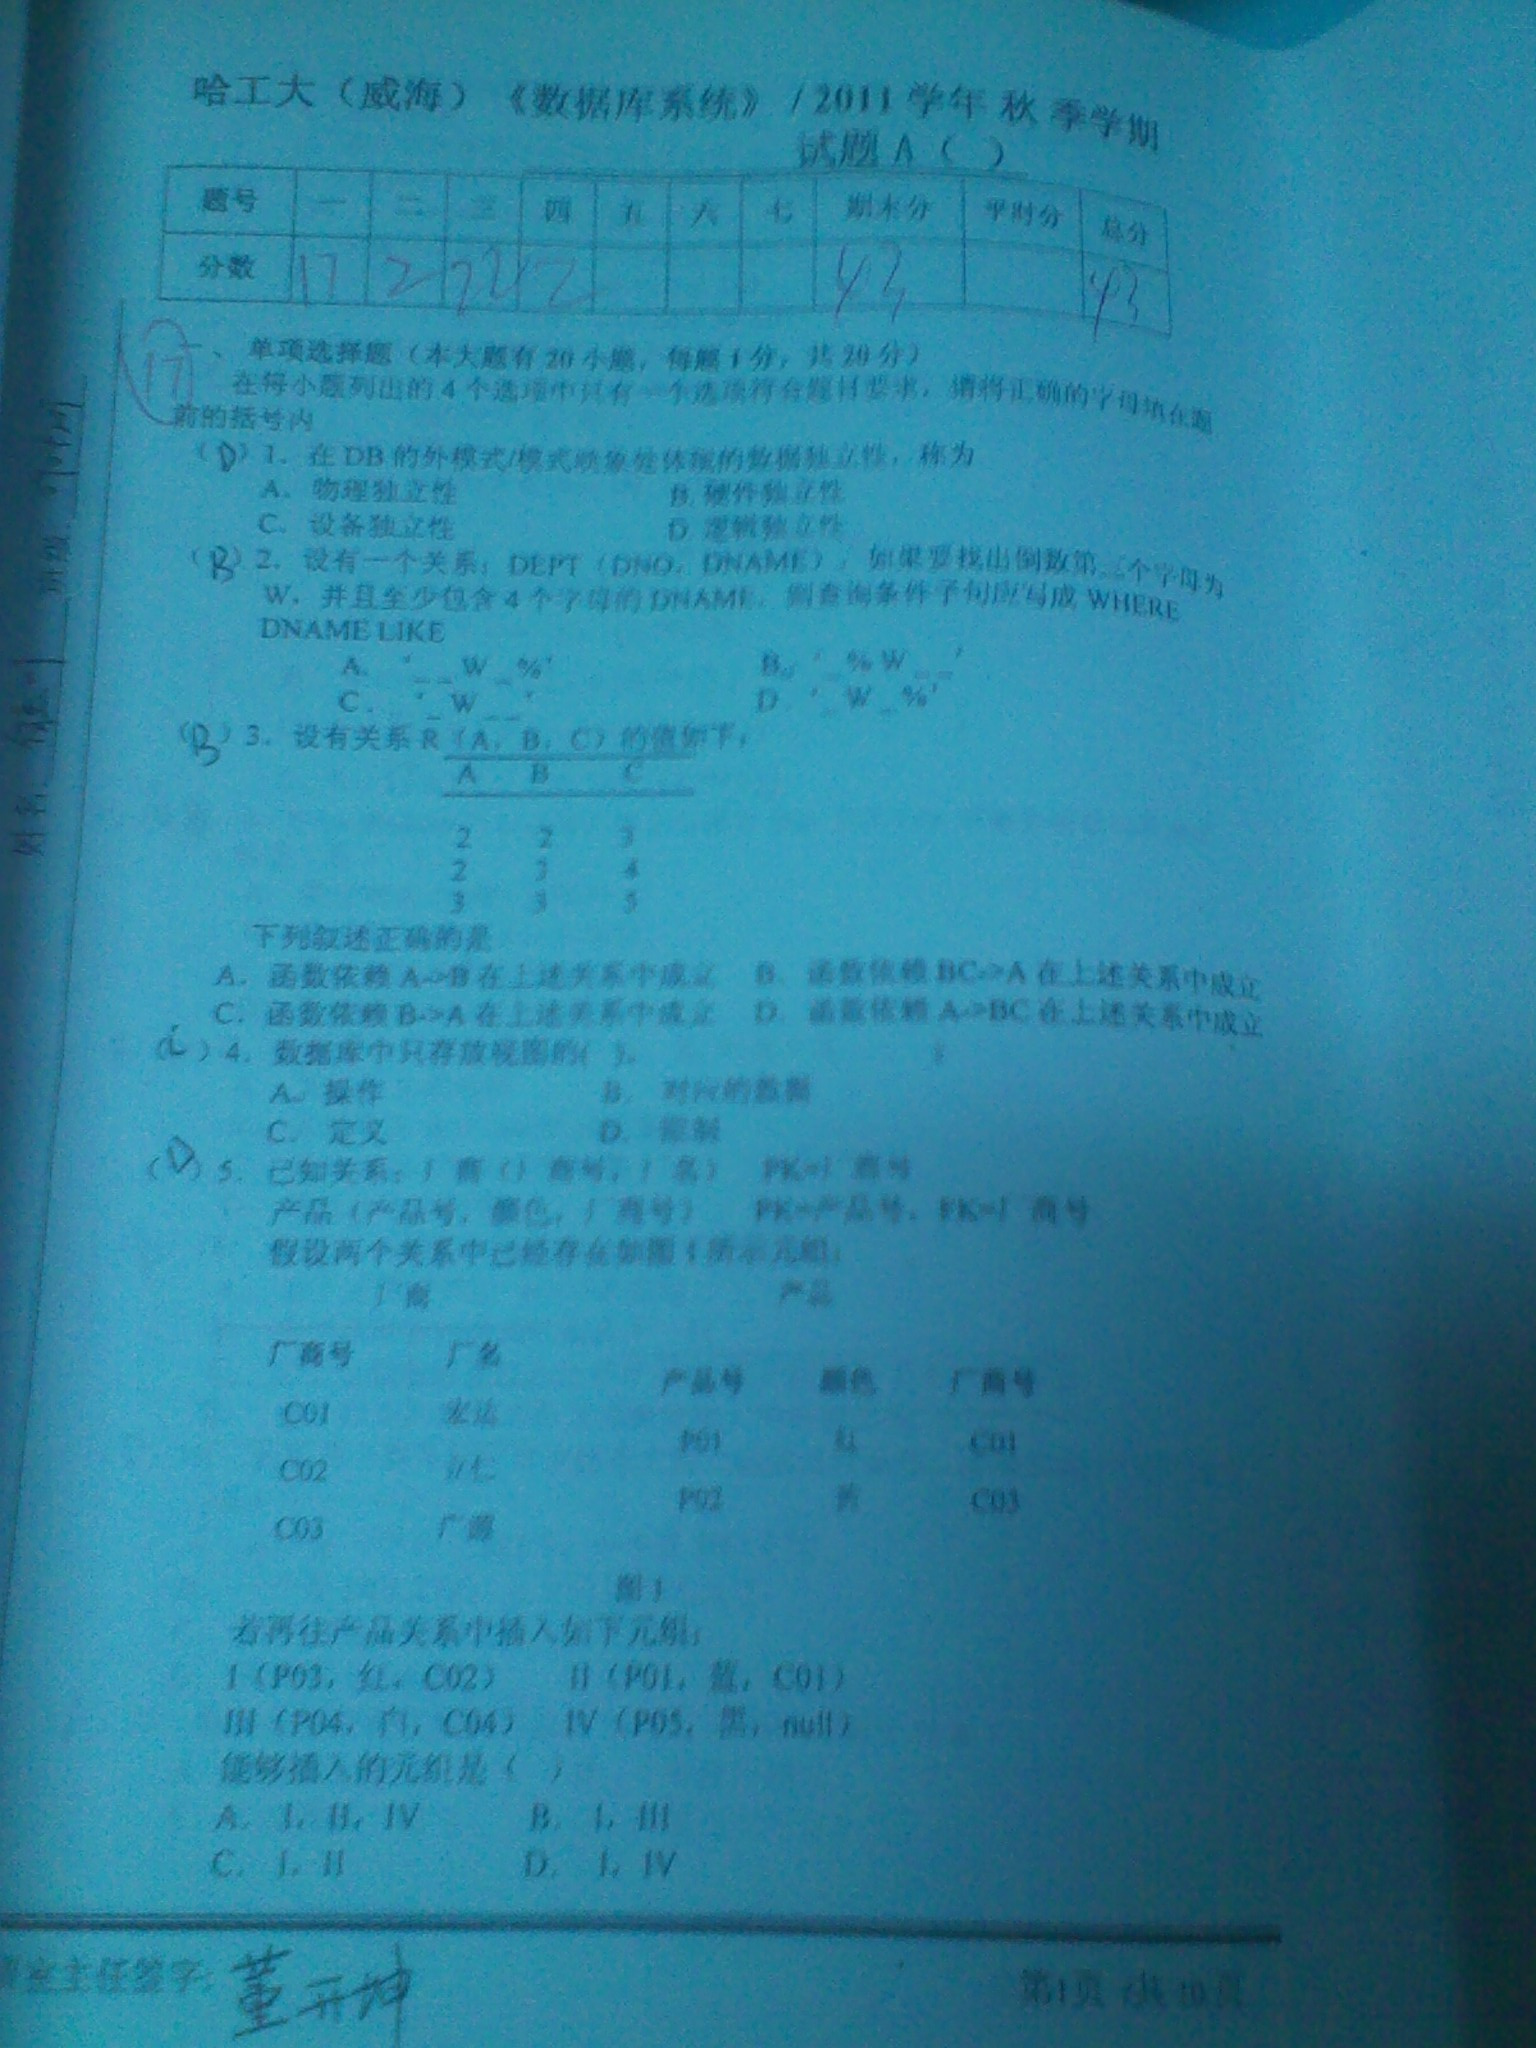 哈工大（威海）《数据库系统》/2011 学年 秋 季学期
试题 A（ ）
题号 一 二 三 四 五 六 七 期末分 平时分 总分
分数 17 2 22 2 43 43
17
一、单项选择题（本大题有 20 小题，每题 1 分，共 20 分）
在每小题列出的 4 个选项中只有一个选项符合题目要求，请将正确的字母填在题
前的括号内
（D）1．在 DB 的外模式/模式映象处体现的数据独立性，称为
A．物理独立性 B. 硬件独立性
C．设备独立性 D. 逻辑独立性
（B）2．设有一个关系：DEPT（DNO，DNAME），如果要找出倒数第三个字母为
W，并且至少包含 4 个字母的 DNAME，则查询条件子句应写成 WHERE
DNAME LIKE
A．'_ _ W _ %' B．'_ % W _ _'
C．'_ W _ _' D．'_ W _ %'
（B）3．设有关系 R（A，B，C）的值如下：
A B C
2 2 3
2 3 4
3 3 5
下列叙述正确的是
A．函数依赖 A->B 在上述关系中成立 B．函数依赖 BC->A 在上述关系中成立
C．函数依赖 B->A 在上述关系中成立 D．函数依赖 A->BC 在上述关系中成立
（C）4．数据库中只存放视图的( )。
A．操作 B．对应的数据
C．定义 D．限制
（D）5．已知关系：厂商（厂商号，厂名） PK=厂商号
产品（产品号，颜色，厂商号） PK=产品号，FK=厂商号
假设两个关系中已经存在如图 1 所示元组：
厂商 产品
厂商号 厂名
产品号 颜色 厂商号
C01 宏达
P01 红 C01
C02 立仁
P02 黄 C03
C03 广源
图 1
若再往产品关系中插入如下元组：
I（P03，红，C02） II（P01，蓝，C01）
III（P04，白，C04） IV（P05，黑，null）
能够插入的元组是（ ）
A．I，II，IV B．I，III
C．I，II D．I，IV
室主任签字：董开坤
第 1 页 共 10 页
姓名
班级